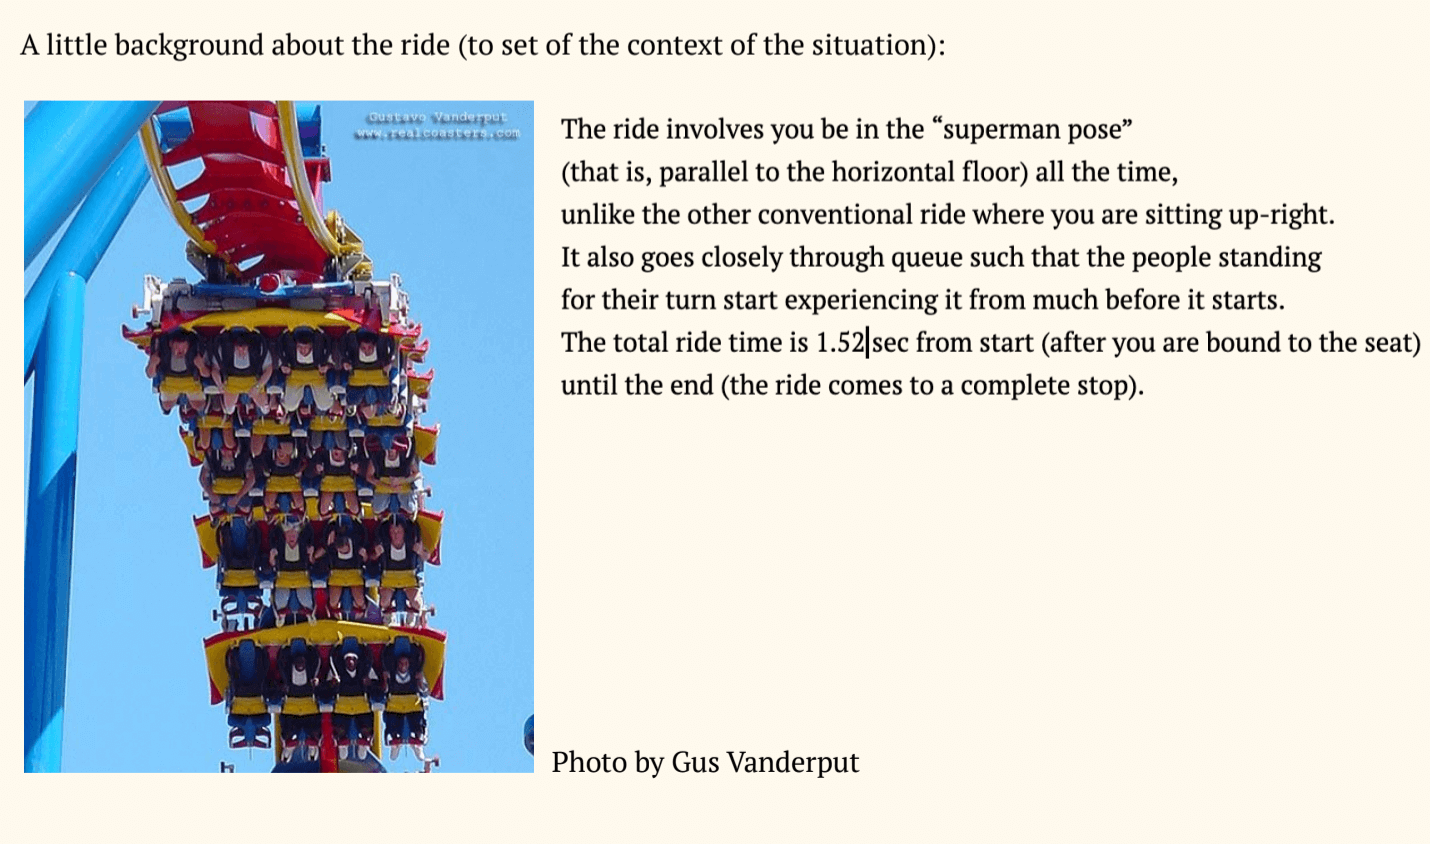 A little background about the ride (to set of the context of the situation):
Gustavo Vanderput
www.realcoasters.com
The ride involves you be in the “superman pose”
(that is, parallel to the horizontal floor) all the time,
unlike the other conventional ride where you are sitting up-right.
It also goes closely through queue such that the people standing
for their turn start experiencing it from much before it starts.
The total ride time is 1.52 sec from start (after you are bound to the seat)
until the end (the ride comes to a complete stop).
Photo by Gus Vanderput